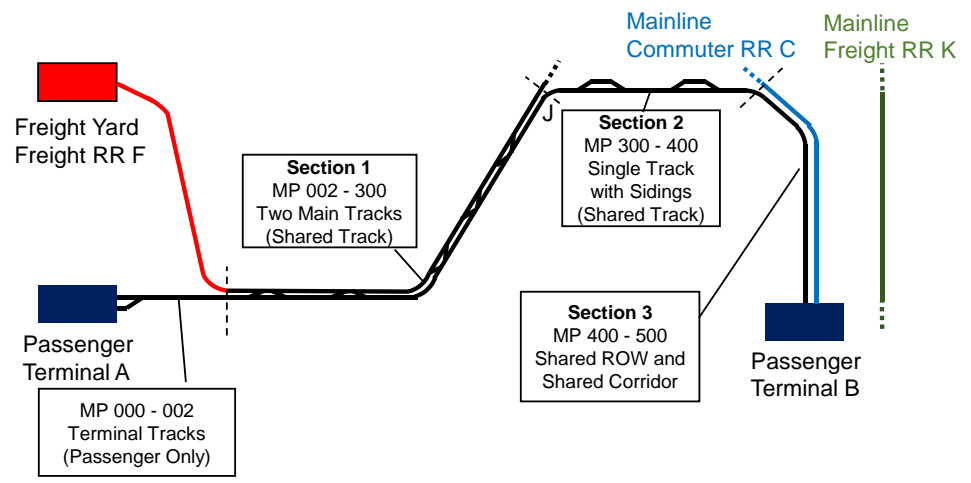 Mainline
Commuter RR C
Mainline
Freight RR K
Freight Yard
Freight RR F
J
Section 1
MP 002 - 300
Two Main Tracks
(Shared Track)
Section 2
MP 300 - 400
Single Track
with Sidings
(Shared Track)
Section 3
MP 400 - 500
Shared ROW and
Shared Corridor
Passenger
Terminal A
Passenger
Terminal B
MP 000 - 002
Terminal Tracks
(Passenger Only)